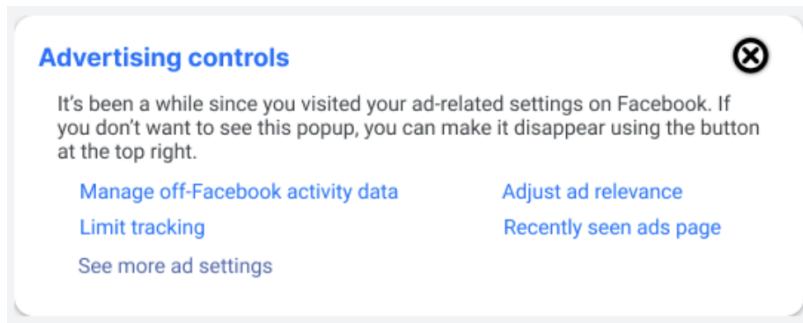 Advertising controls
It's been a while since you visited your ad-related settings on Facebook. If
you don't want to see this popup, you can make it disappear using the button
at the top right.
Manage off-Facebook activity data
Adjust ad relevance
Limit tracking
Recently seen ads page
See more ad settings